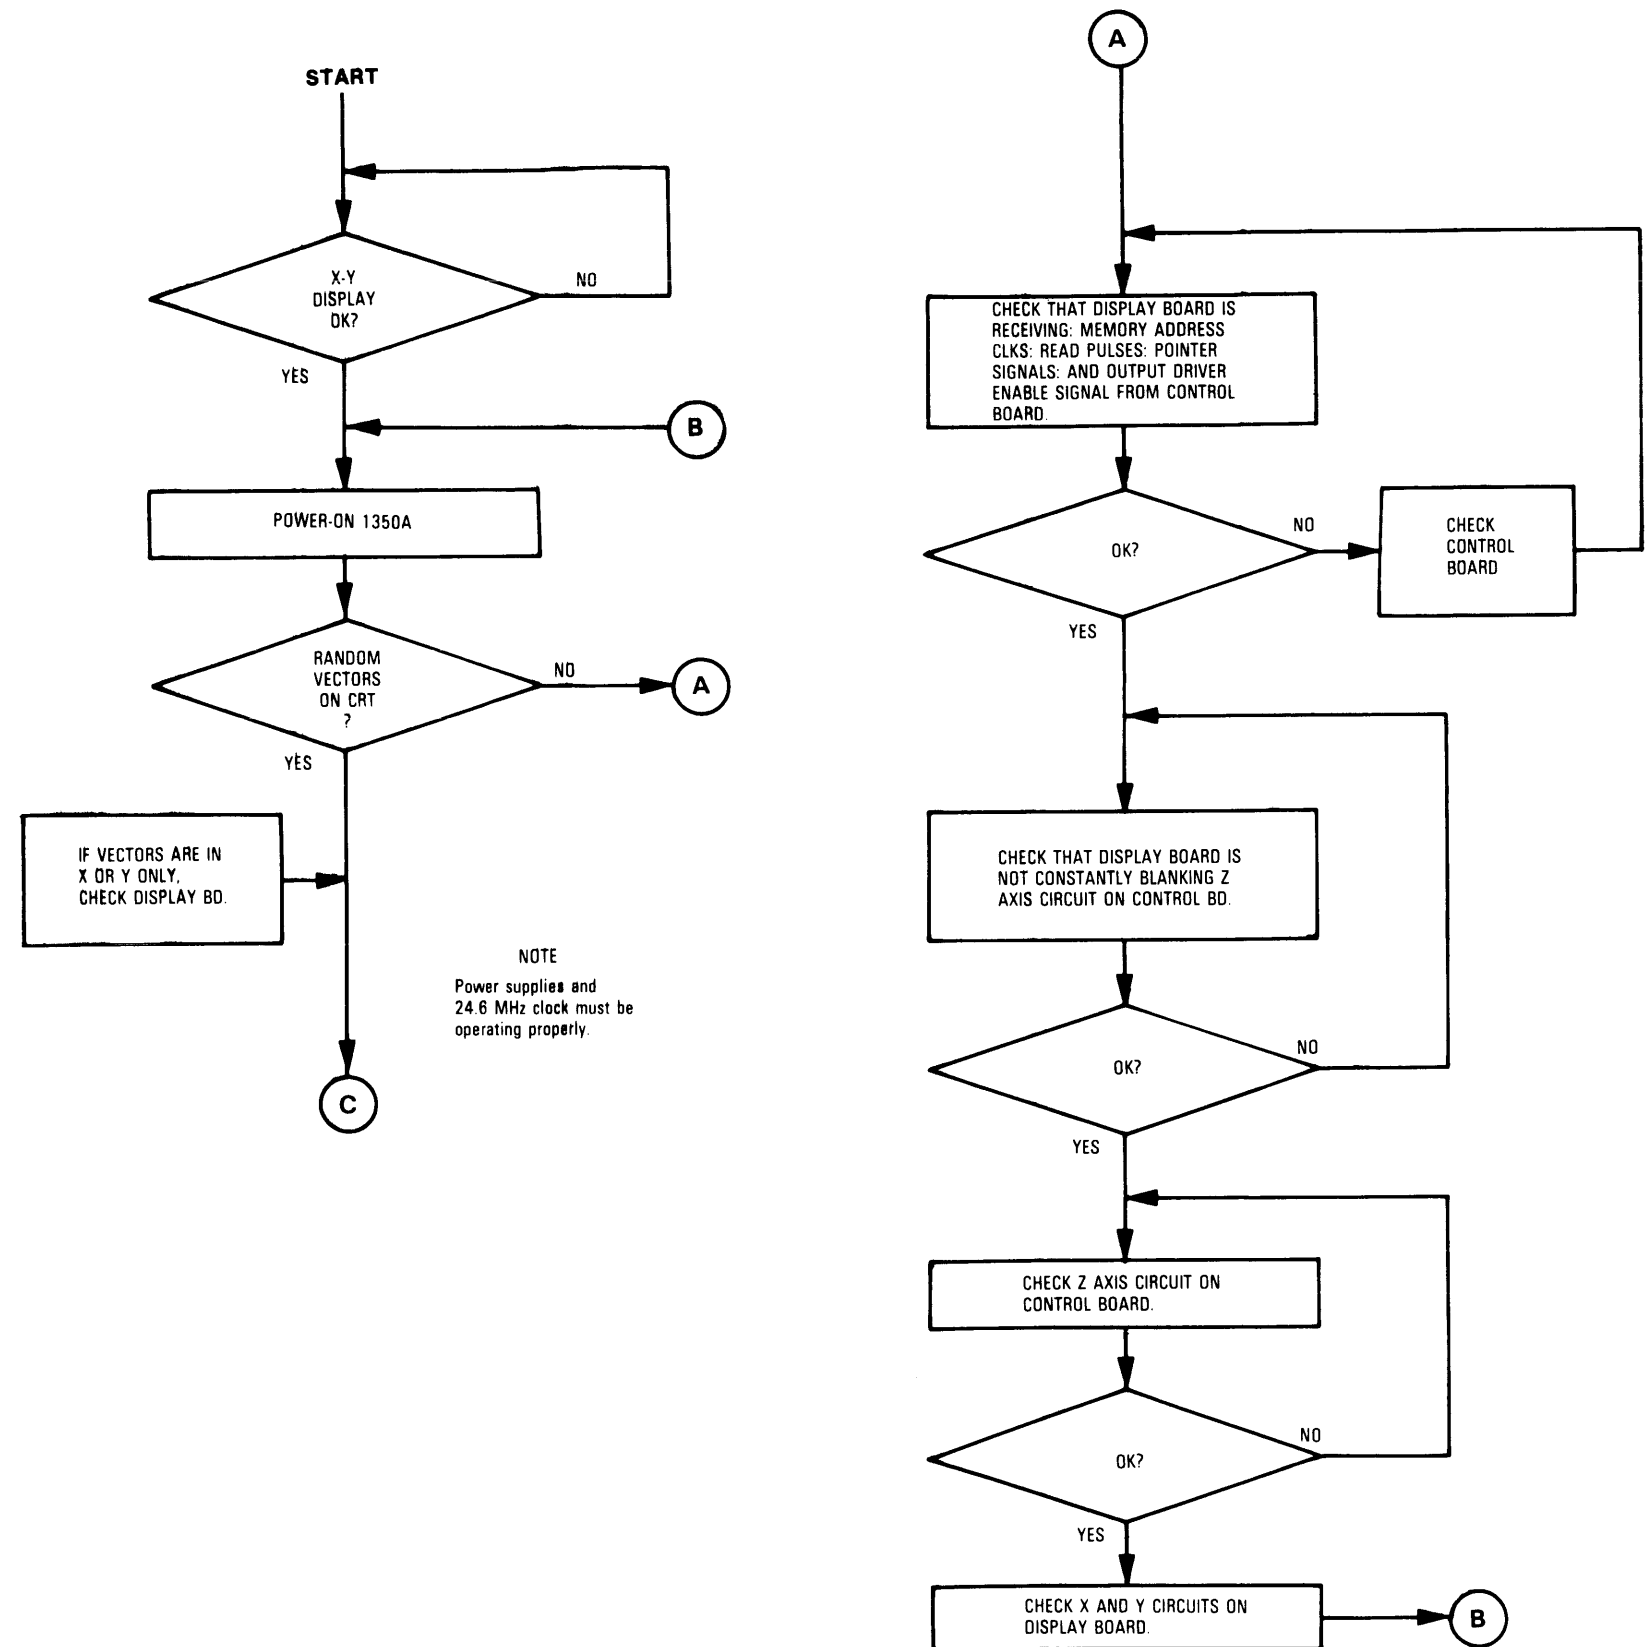 START
X-Y
DISPLAY
OK?
NO
YES
B
POWER-ON 1350A
RANDOM
VECTORS
ON CRT
?
NO
A
YES
IF VECTORS ARE IN
X OR Y ONLY,
CHECK DISPLAY BD.
NOTE
Power supplies and
24.6 MHz clock must be
operating properly.
C
A
CHECK THAT DISPLAY BOARD IS
RECEIVING: MEMORY ADDRESS
CLKS: READ PULSES: POINTER
SIGNALS: AND OUTPUT DRIVER
ENABLE SIGNAL FROM CONTROL
BOARD.
OK?
NO
CHECK
CONTROL
BOARD
YES
CHECK THAT DISPLAY BOARD IS
NOT CONSTANTLY BLANKING Z
AXIS CIRCUIT ON CONTROL BD.
OK?
NO
YES
CHECK Z AXIS CIRCUIT ON
CONTROL BOARD.
OK?
NO
YES
CHECK X AND Y CIRCUITS ON
DISPLAY BOARD.
B